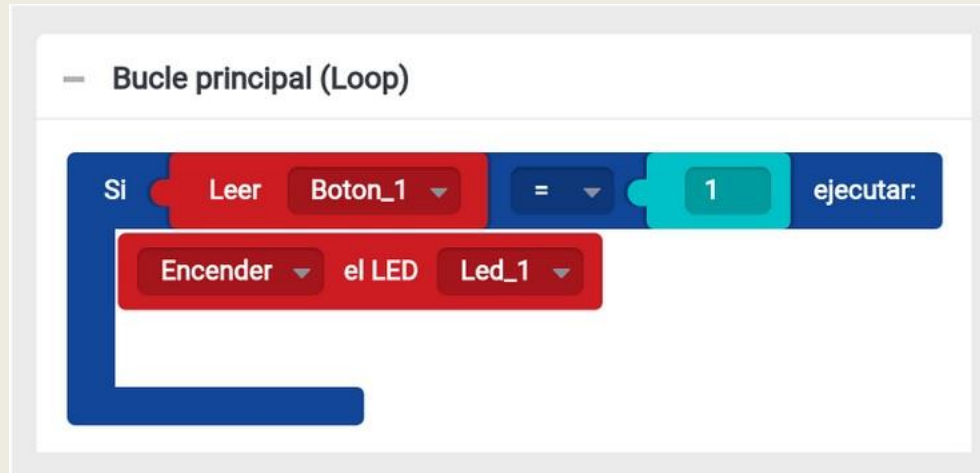 Bucle principal (Loop)
Si Leer Boton_1 = 1 ejecutar:
Encender el LED Led_1